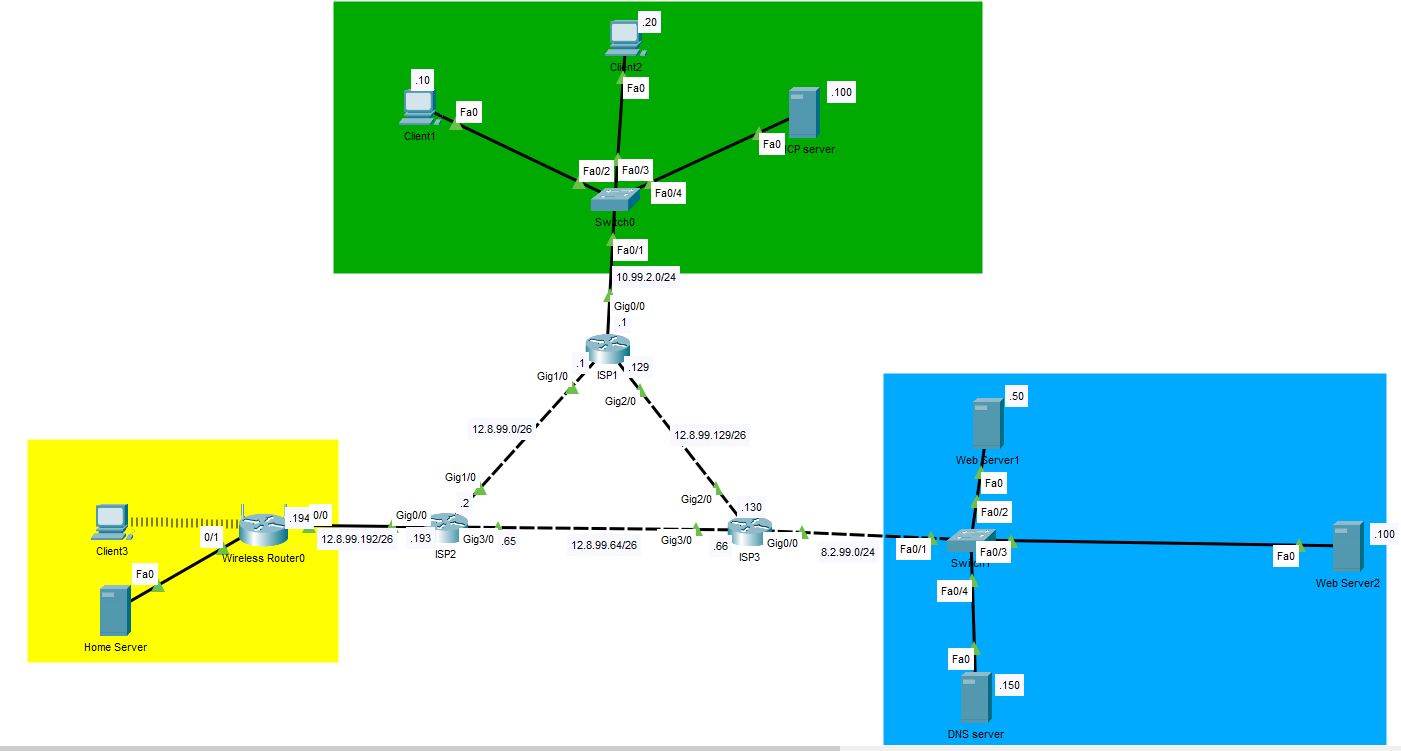 .20
Client2
Fa0
.10
Client1
Fa0
.100
Fa0
CP server
Fa0/2
Fa0/3
Fa0/4
Switch0
Fa0/1
10.99.2.0/24
Gig0/0
.1
ISP1
.1
Gig1/0
.129
Gig2/0
12.8.99.0/26
12.8.99.129/26
Gig1/0
.2
Gig2/0
.130
Client3
0/1
.194
0/0
Wireless Router0
Fa0
Home Server
12.8.99.192/26
Gig0/0
.193
ISP2
Gig3/0
.65
12.8.99.64/26
Gig3/0
.66
ISP3
Gig0/0
8.2.99.0/24
.50
Web Server1
Fa0
Fa0/2
Fa0/1
Switch1
Fa0/3
Fa0/4
Fa0
.100
Web Server2
Fa0
.150
DNS server